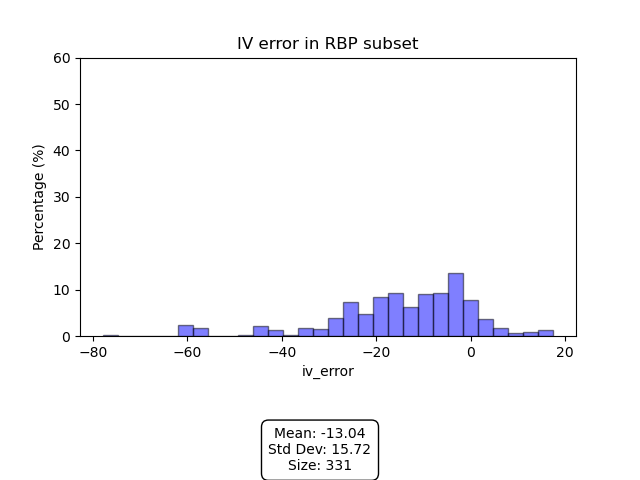 IV error in RBP subset
60
50
40
30
20
10
0
Percentage (%)
−80 −60 −40 −20 0 20
iv_error
Mean: -13.04
Std Dev: 15.72
Size: 331